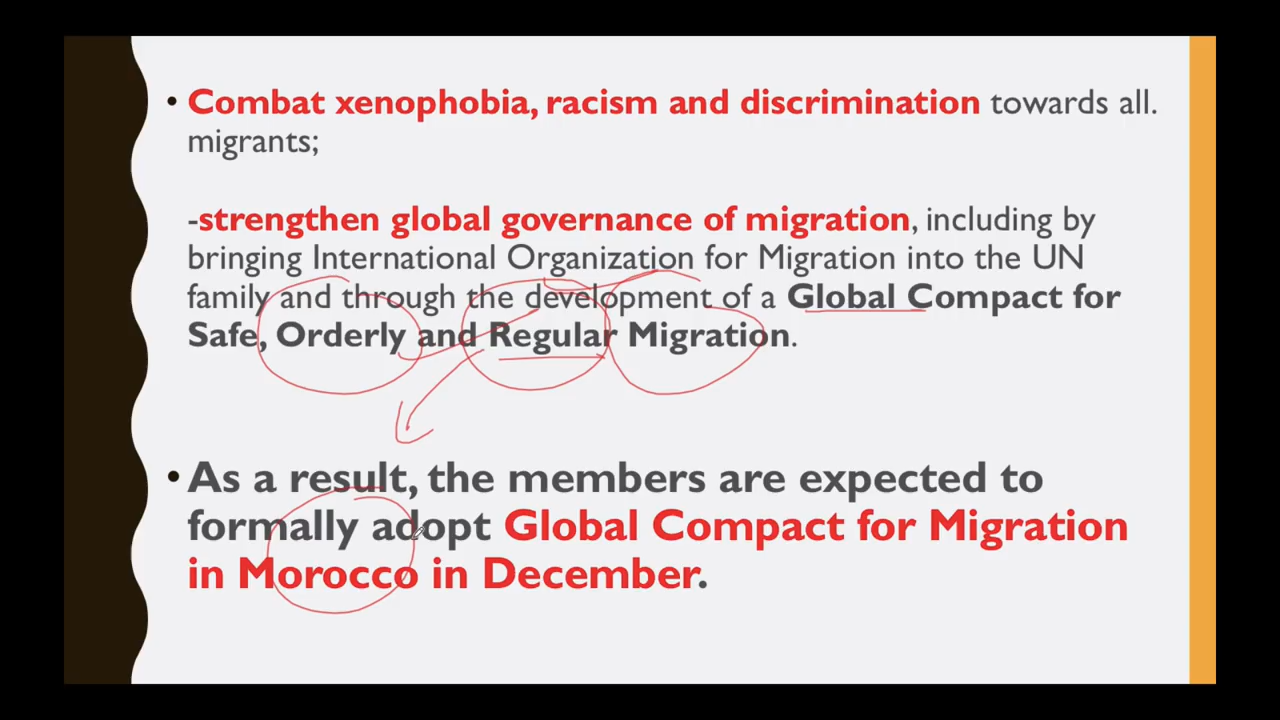 • Combat xenophobia, racism and discrimination towards all.
migrants;
-strengthen global governance of migration, including by
bringing International Organization for Migration into the UN
family and through the development of a Global Compact for
Safe, Orderly and Regular Migration.
• As a result, the members are expected to
formally adopt Global Compact for Migration
in Morocco in December.